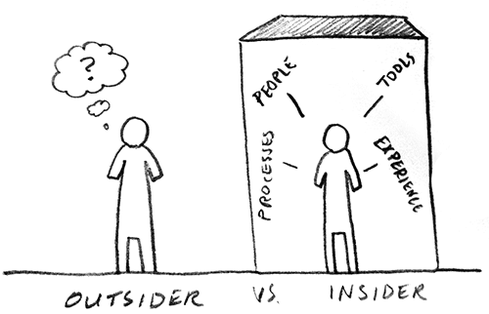 ?
PEOPLE
TOOLS
PROCESSES
EXPERIENCE
OUTSIDER VS. INSIDER